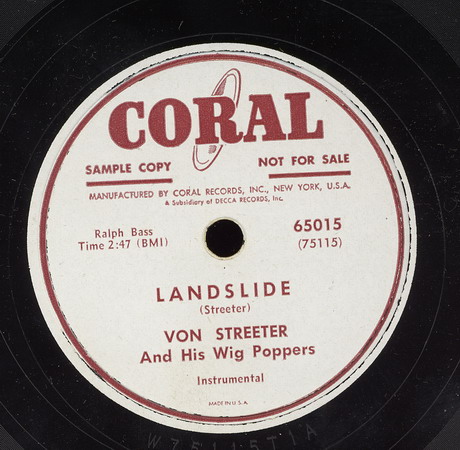 CORAL
SAMPLE COPY
NOT FOR SALE
MANUFACTURED BY CORAL RECORDS, INC., NEW YORK, U.S.A.
A Subsidiary of DECCA RECORDS, Inc.
Ralph Bass
Time 2:47 (BMI)
65015
(75115)
LANDSLIDE
(Streeter)
VON STREETER
And His Wig Poppers
Instrumental
MADE IN U.S.A.
W75115T1A